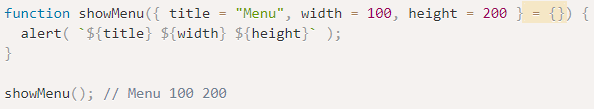 function showMenu({ title = "Menu", width = 100, height = 200 } = {}) {
  alert( `${title} ${width} ${height}` );
}

showMenu(); // Menu 100 200